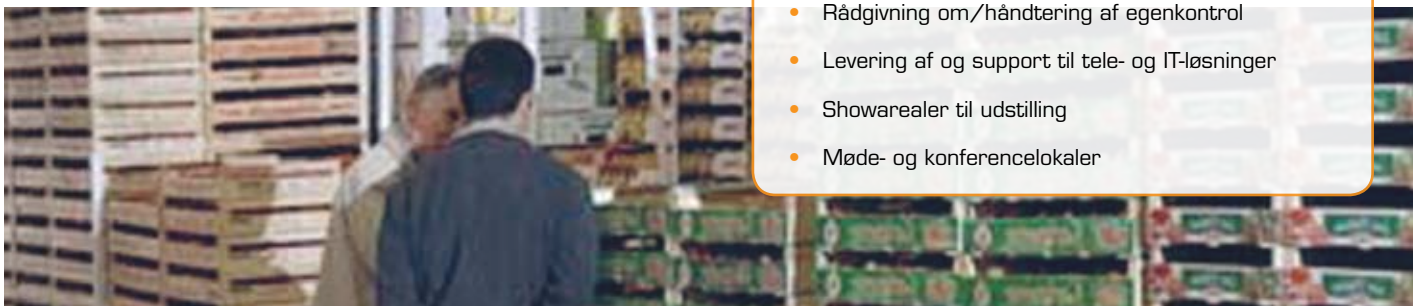 • Rådgivning om/håndtering af egenkontrol
• Levering af og support til tele- og IT-løsninger
• Showarealer til udstilling
• Møde- og konferencelokaler